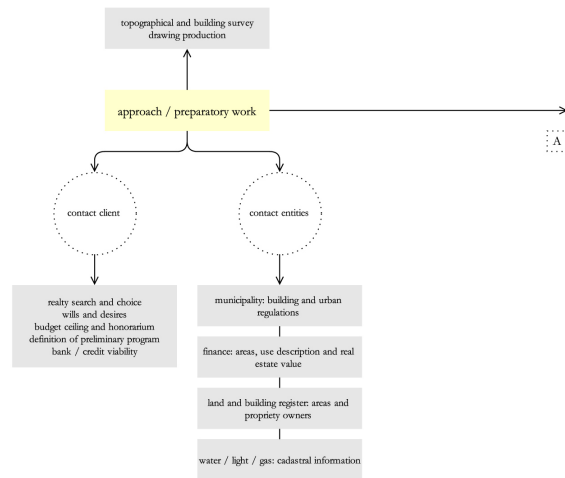 topographical and building survey
drawing production
approach / preparatory work
A
contact client
contact entities
realty search and choice
wills and desires
budget ceiling and honorarium
definition of preliminary program
bank / credit viability
municipality: building and urban
regulations
finance: areas, use description and real
estate value
land and building register: areas and
propriety owners
water / light / gas: cadastral information